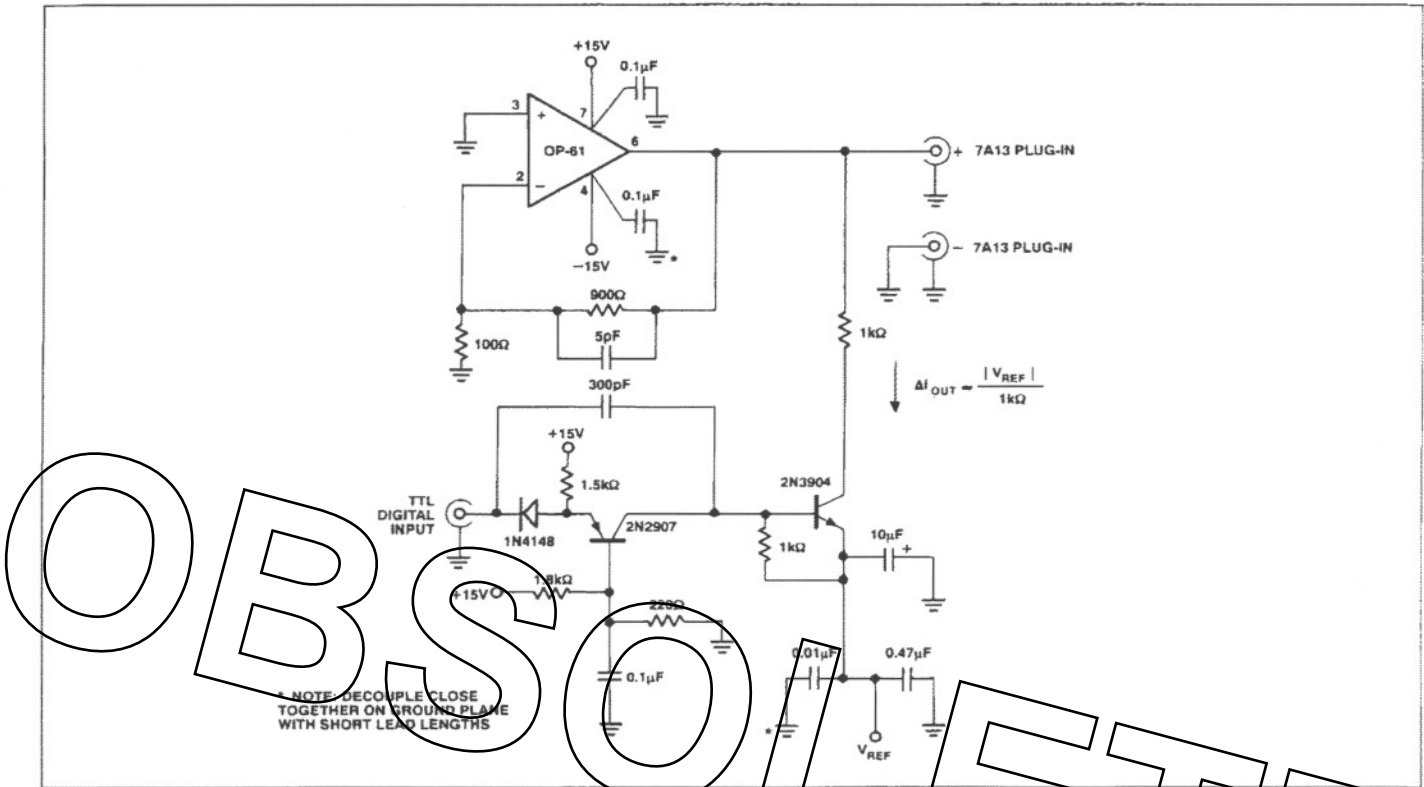 +15V
0.1µF
3
+
7
OP-61
6
2
−
4
0.1µF
*
−15V
+ 7A13 PLUG-IN
− 7A13 PLUG-IN
900Ω
5pF
100Ω
1kΩ
ΔI OUT ≈ | VREF | / 1kΩ
300pF
+15V
1.5kΩ
TTL
DIGITAL
INPUT
1N4148
2N2907
2N3904
1kΩ
10µF
+
+15V
1.8kΩ
220Ω
0.1µF
0.01µF
0.47µF
*
VREF
* NOTE: DECOUPLE CLOSE
TOGETHER ON GROUND PLANE
WITH SHORT LEAD LENGTHS
OBSOLETE